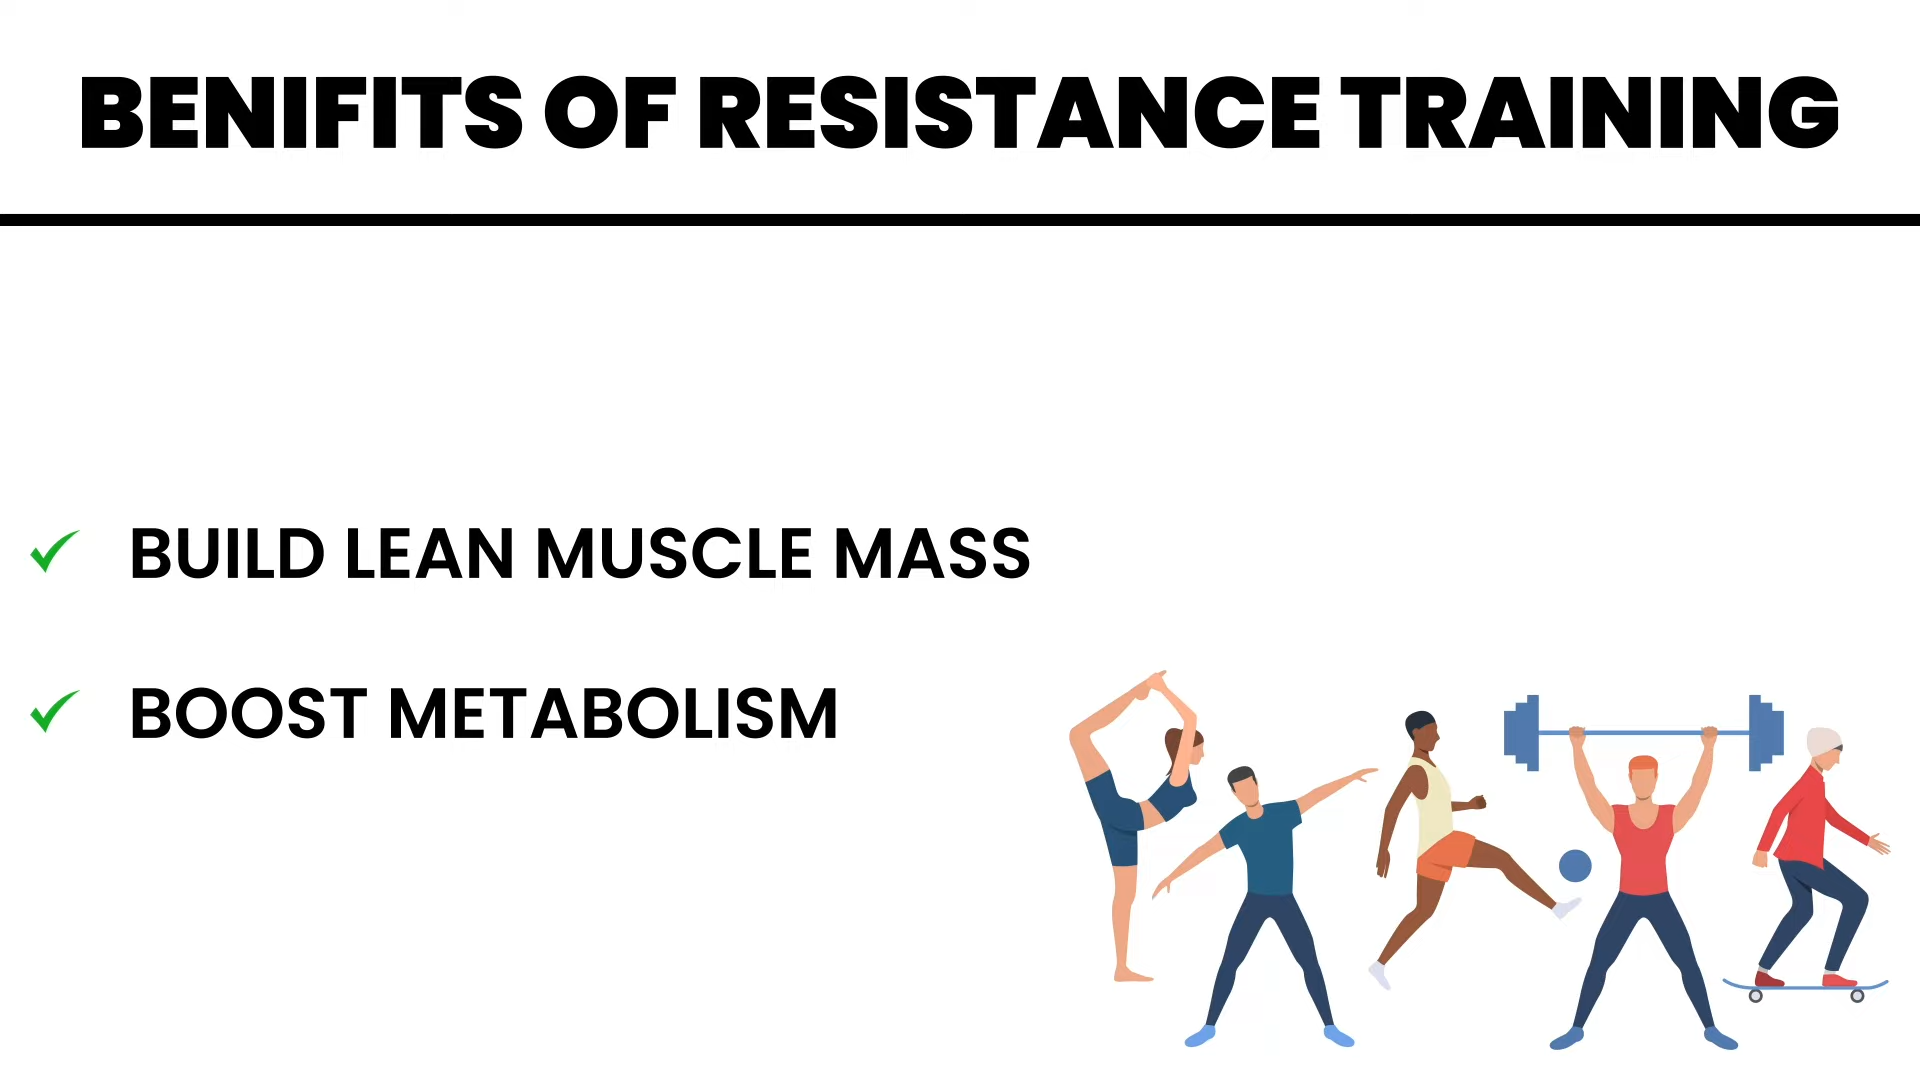 BENIFITS OF RESISTANCE TRAINING
BUILD LEAN MUSCLE MASS
BOOST METABOLISM